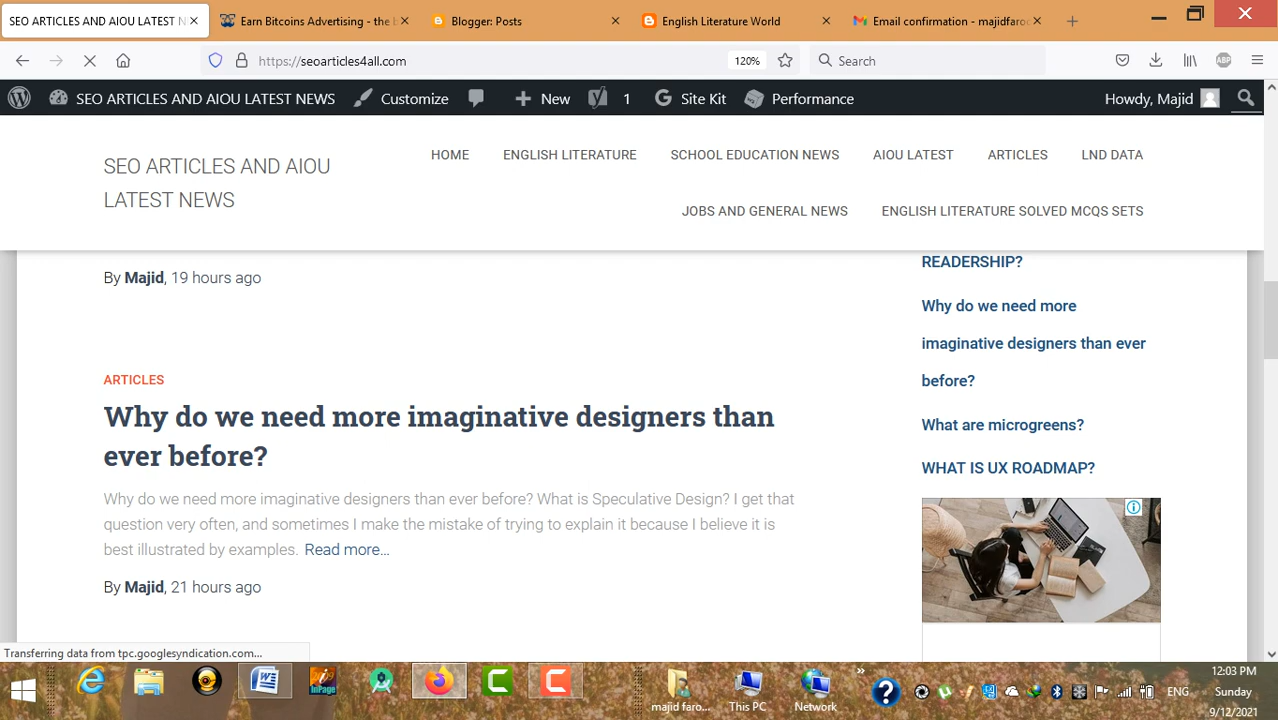 SEO ARTICLES AND AIOU LATEST N
Earn Bitcoins Advertising - the b
Blogger: Posts
English Literature World
Email confirmation - majidfaroo
https://seoarticles4all.com
120%
Search
ABP
SEO ARTICLES AND AIOU LATEST NEWS
Customize
New
1
Site Kit
Performance
Howdy, Majid
SEO ARTICLES AND AIOU
LATEST NEWS
HOME
ENGLISH LITERATURE
SCHOOL EDUCATION NEWS
AIOU LATEST
ARTICLES
LND DATA
JOBS AND GENERAL NEWS
ENGLISH LITERATURE SOLVED MCQS SETS
By Majid, 19 hours ago
ARTICLES
Why do we need more imaginative designers than
ever before?
Why do we need more imaginative designers than ever before? What is Speculative Design? I get that
question very often, and sometimes I make the mistake of trying to explain it because I believe it is
best illustrated by examples. Read more…
By Majid, 21 hours ago
READERSHIP?
Why do we need more
imaginative designers than ever
before?
What are microgreens?
WHAT IS UX ROADMAP?
Transferring data from tpc.googlesyndication.com...
InPage
majid faro...
This PC
Network
ENG
12:03 PM
Sunday
9/12/2021